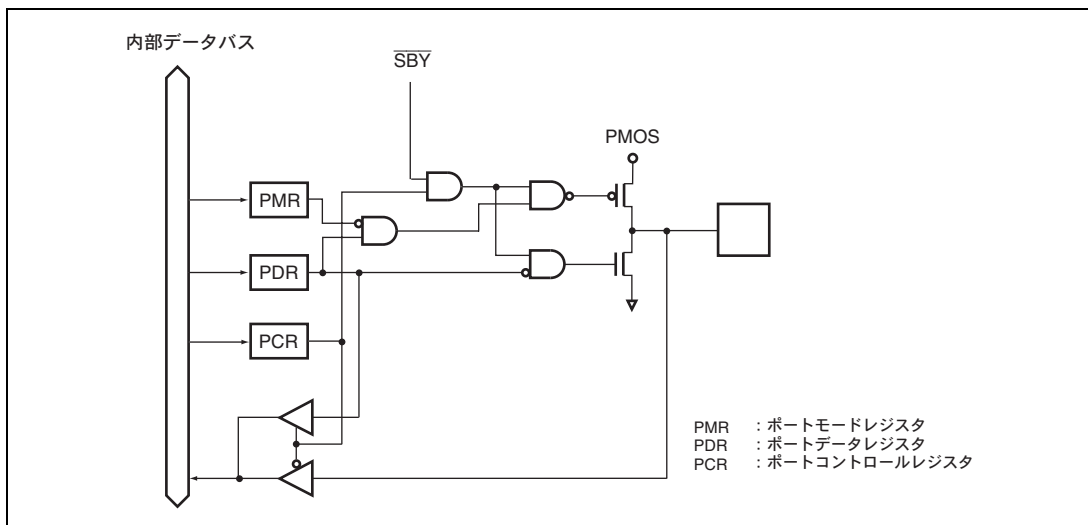 内部データバス
SBY
PMOS
PMR
PDR
PCR
PMR :ポートモードレジスタ
PDR :ポートデータレジスタ
PCR :ポートコントロールレジスタ